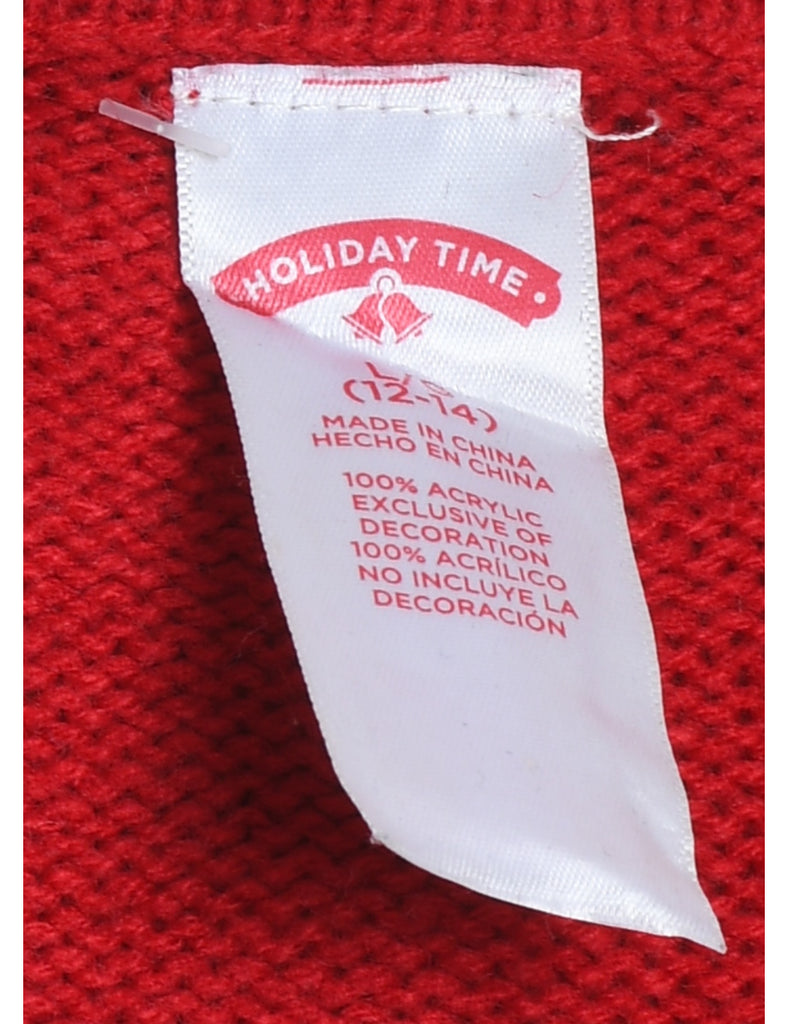 HOLIDAY TIME
(12-14)
MADE IN CHINA
HECHO EN CHINA
100% ACRYLIC
EXCLUSIVE OF
DECORATION
100% ACRÍLICO
NO INCLUYE LA
DECORACIÓN